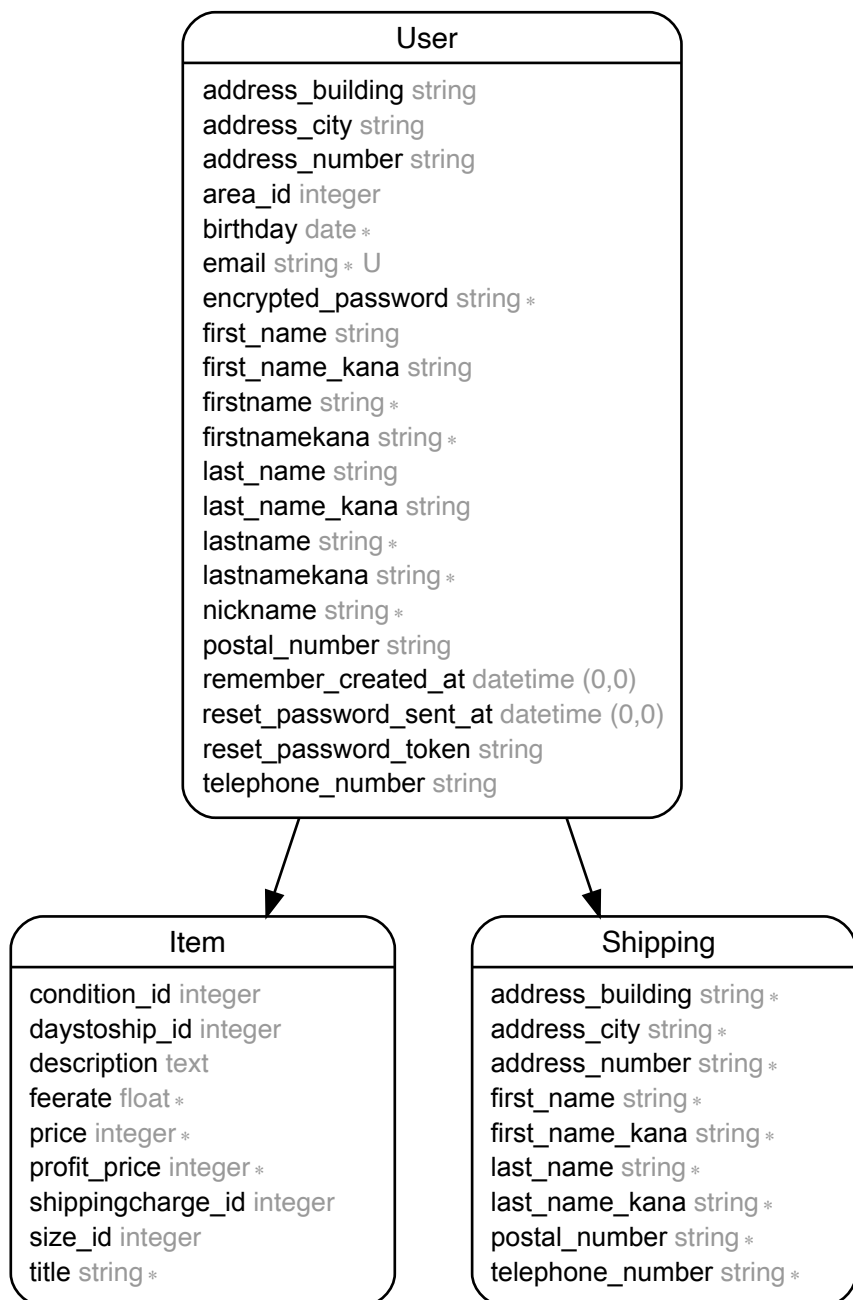 User
address_building string
address_city string
address_number string
area_id integer
birthday date *
email string * U
encrypted_password string *
first_name string
first_name_kana string
firstname string *
firstnamekana string *
last_name string
last_name_kana string
lastname string *
lastnamekana string *
nickname string *
postal_number string
remember_created_at datetime (0,0)
reset_password_sent_at datetime (0,0)
reset_password_token string
telephone_number string
Item
condition_id integer
daystoship_id integer
description text
feerate float *
price integer *
profit_price integer *
shippingcharge_id integer
size_id integer
title string *
Shipping
address_building string *
address_city string *
address_number string *
first_name string *
first_name_kana string *
last_name string *
last_name_kana string *
postal_number string *
telephone_number string *